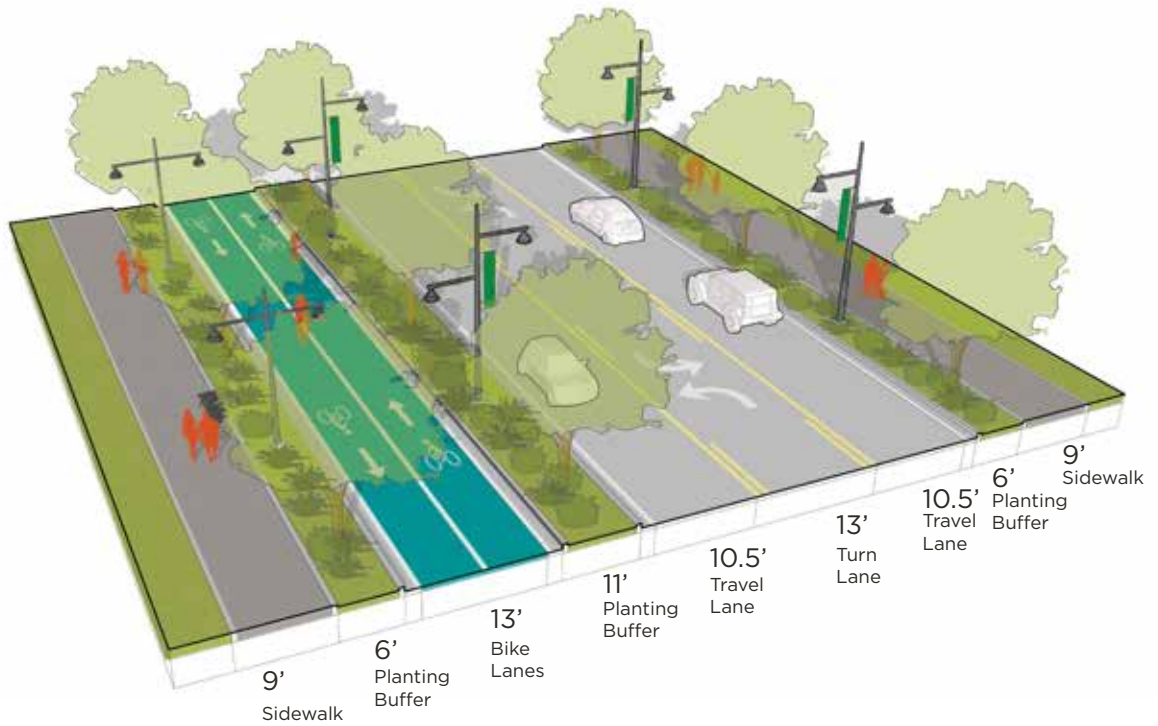 9’
Sidewalk
6’
Planting
Buffer
13’
Bike
Lanes
11’
Planting
Buffer
10.5’
Travel
Lane
13’
Turn
Lane
10.5’
Travel
Lane
6’
Planting
Buffer
9’
Sidewalk